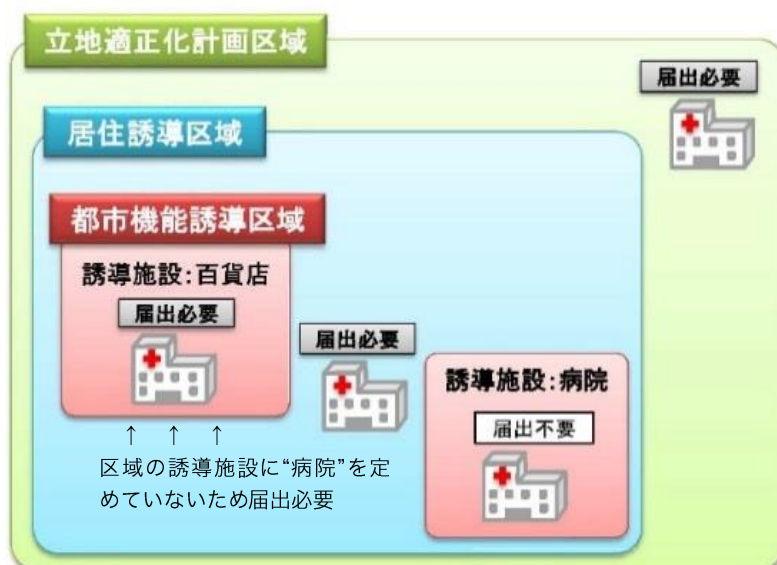 立地適正化計画区域
届出必要
居住誘導区域
都市機能誘導区域
誘導施設：百貨店
届出必要
届出必要
誘導施設：病院
届出不要
↑ ↑ ↑
区域の誘導施設に“病院”を定
めていないため届出必要